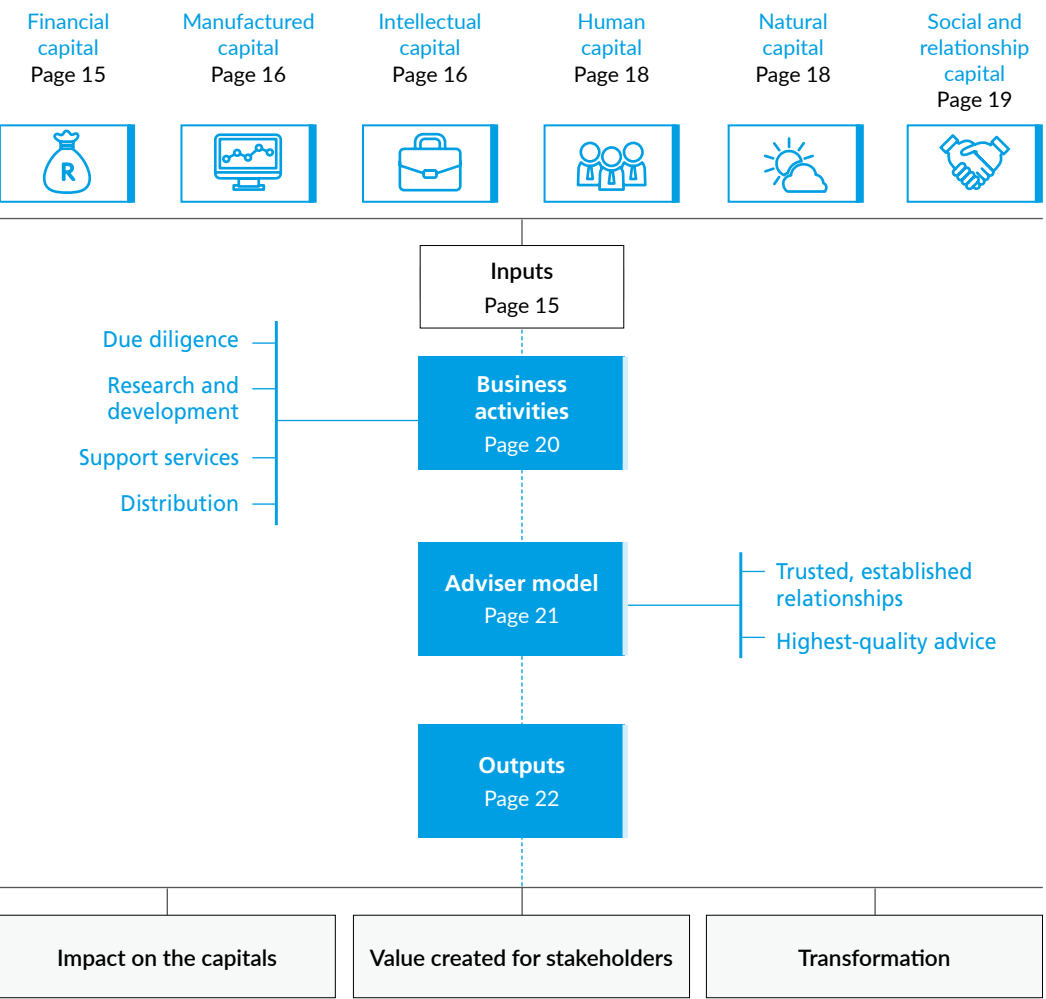 Financial
capital
Page 15
Manufactured
capital
Page 16
Intellectual
capital
Page 16
Human
capital
Page 18
Natural
capital
Page 18
Social and
relationship
capital
Page 19
R
Inputs
Page 15
Due diligence
Research and
development
Support services
Distribution
Business
activities
Page 20
Adviser model
Page 21
Trusted, established
relationships
Highest-quality advice
Outputs
Page 22
Impact on the capitals
Value created for stakeholders
Transformation